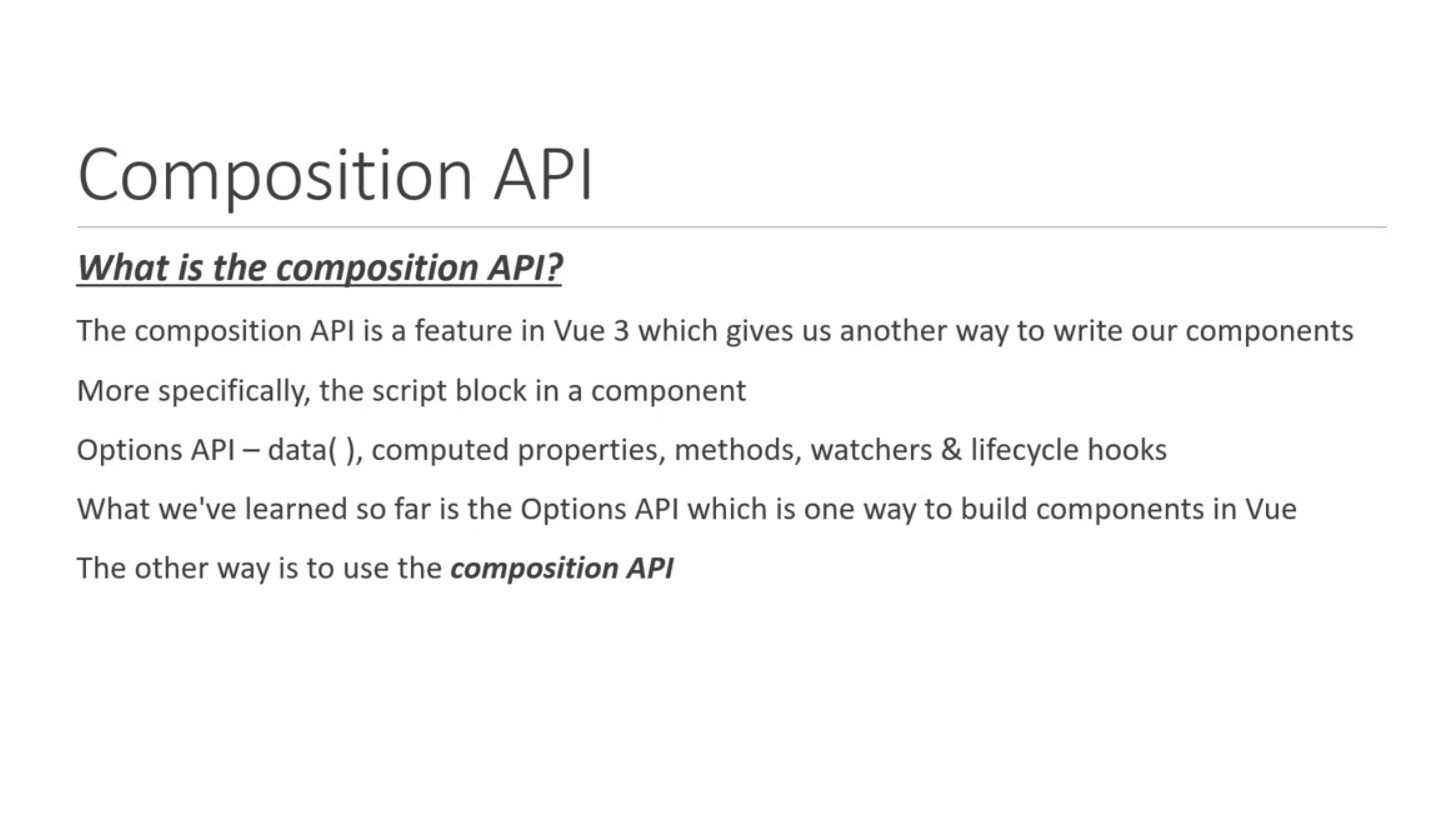 Composition API
What is the composition API?
The composition API is a feature in Vue 3 which gives us another way to write our components
More specifically, the script block in a component
Options API – data( ), computed properties, methods, watchers & lifecycle hooks
What we've learned so far is the Options API which is one way to build components in Vue
The other way is to use the composition API